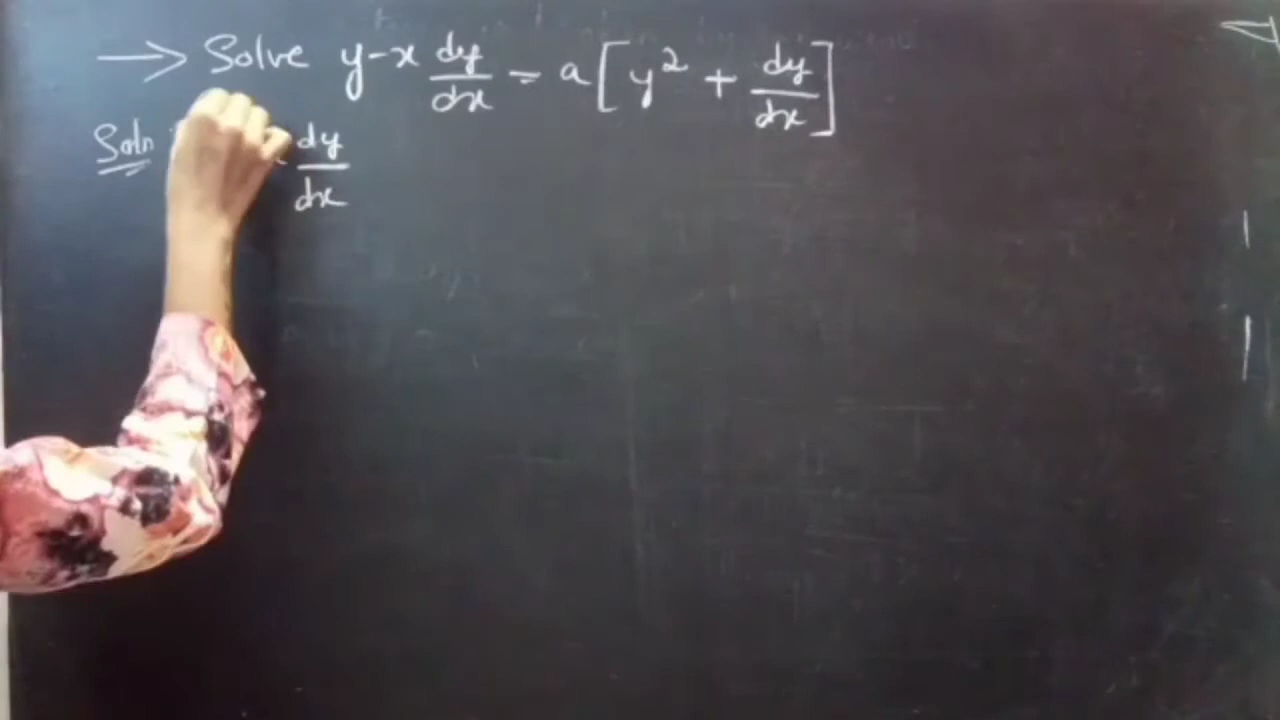 → Solve y-x dy/dx = a[y² + dy/dx]
Soln dy/dx